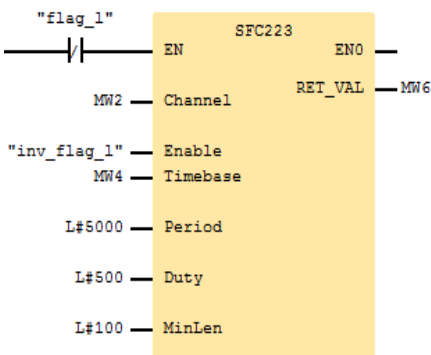 "flag_1"
SFC223
EN ENO
RET_VAL MW6
MW2 Channel
"inv_flag_1" Enable
MW4 Timebase
L#5000 Period
L#500 Duty
L#100 MinLen